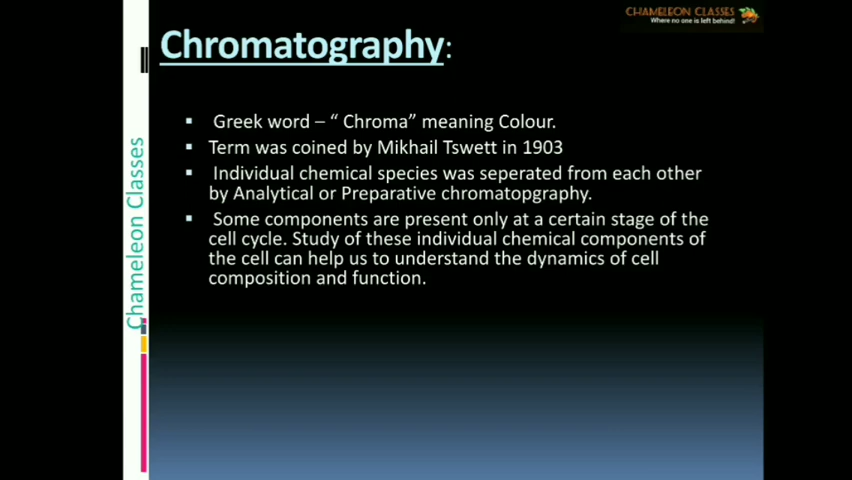 CHAMELEON CLASSES
Where no one is left behind!
Chromatography:
Greek word – “ Chroma” meaning Colour.
Term was coined by Mikhail Tswett in 1903
Individual chemical species was seperated from each other
by Analytical or Preparative chromatopgraphy.
Some components are present only at a certain stage of the
cell cycle. Study of these individual chemical components of
the cell can help us to understand the dynamics of cell
composition and function.
Chameleon Classes